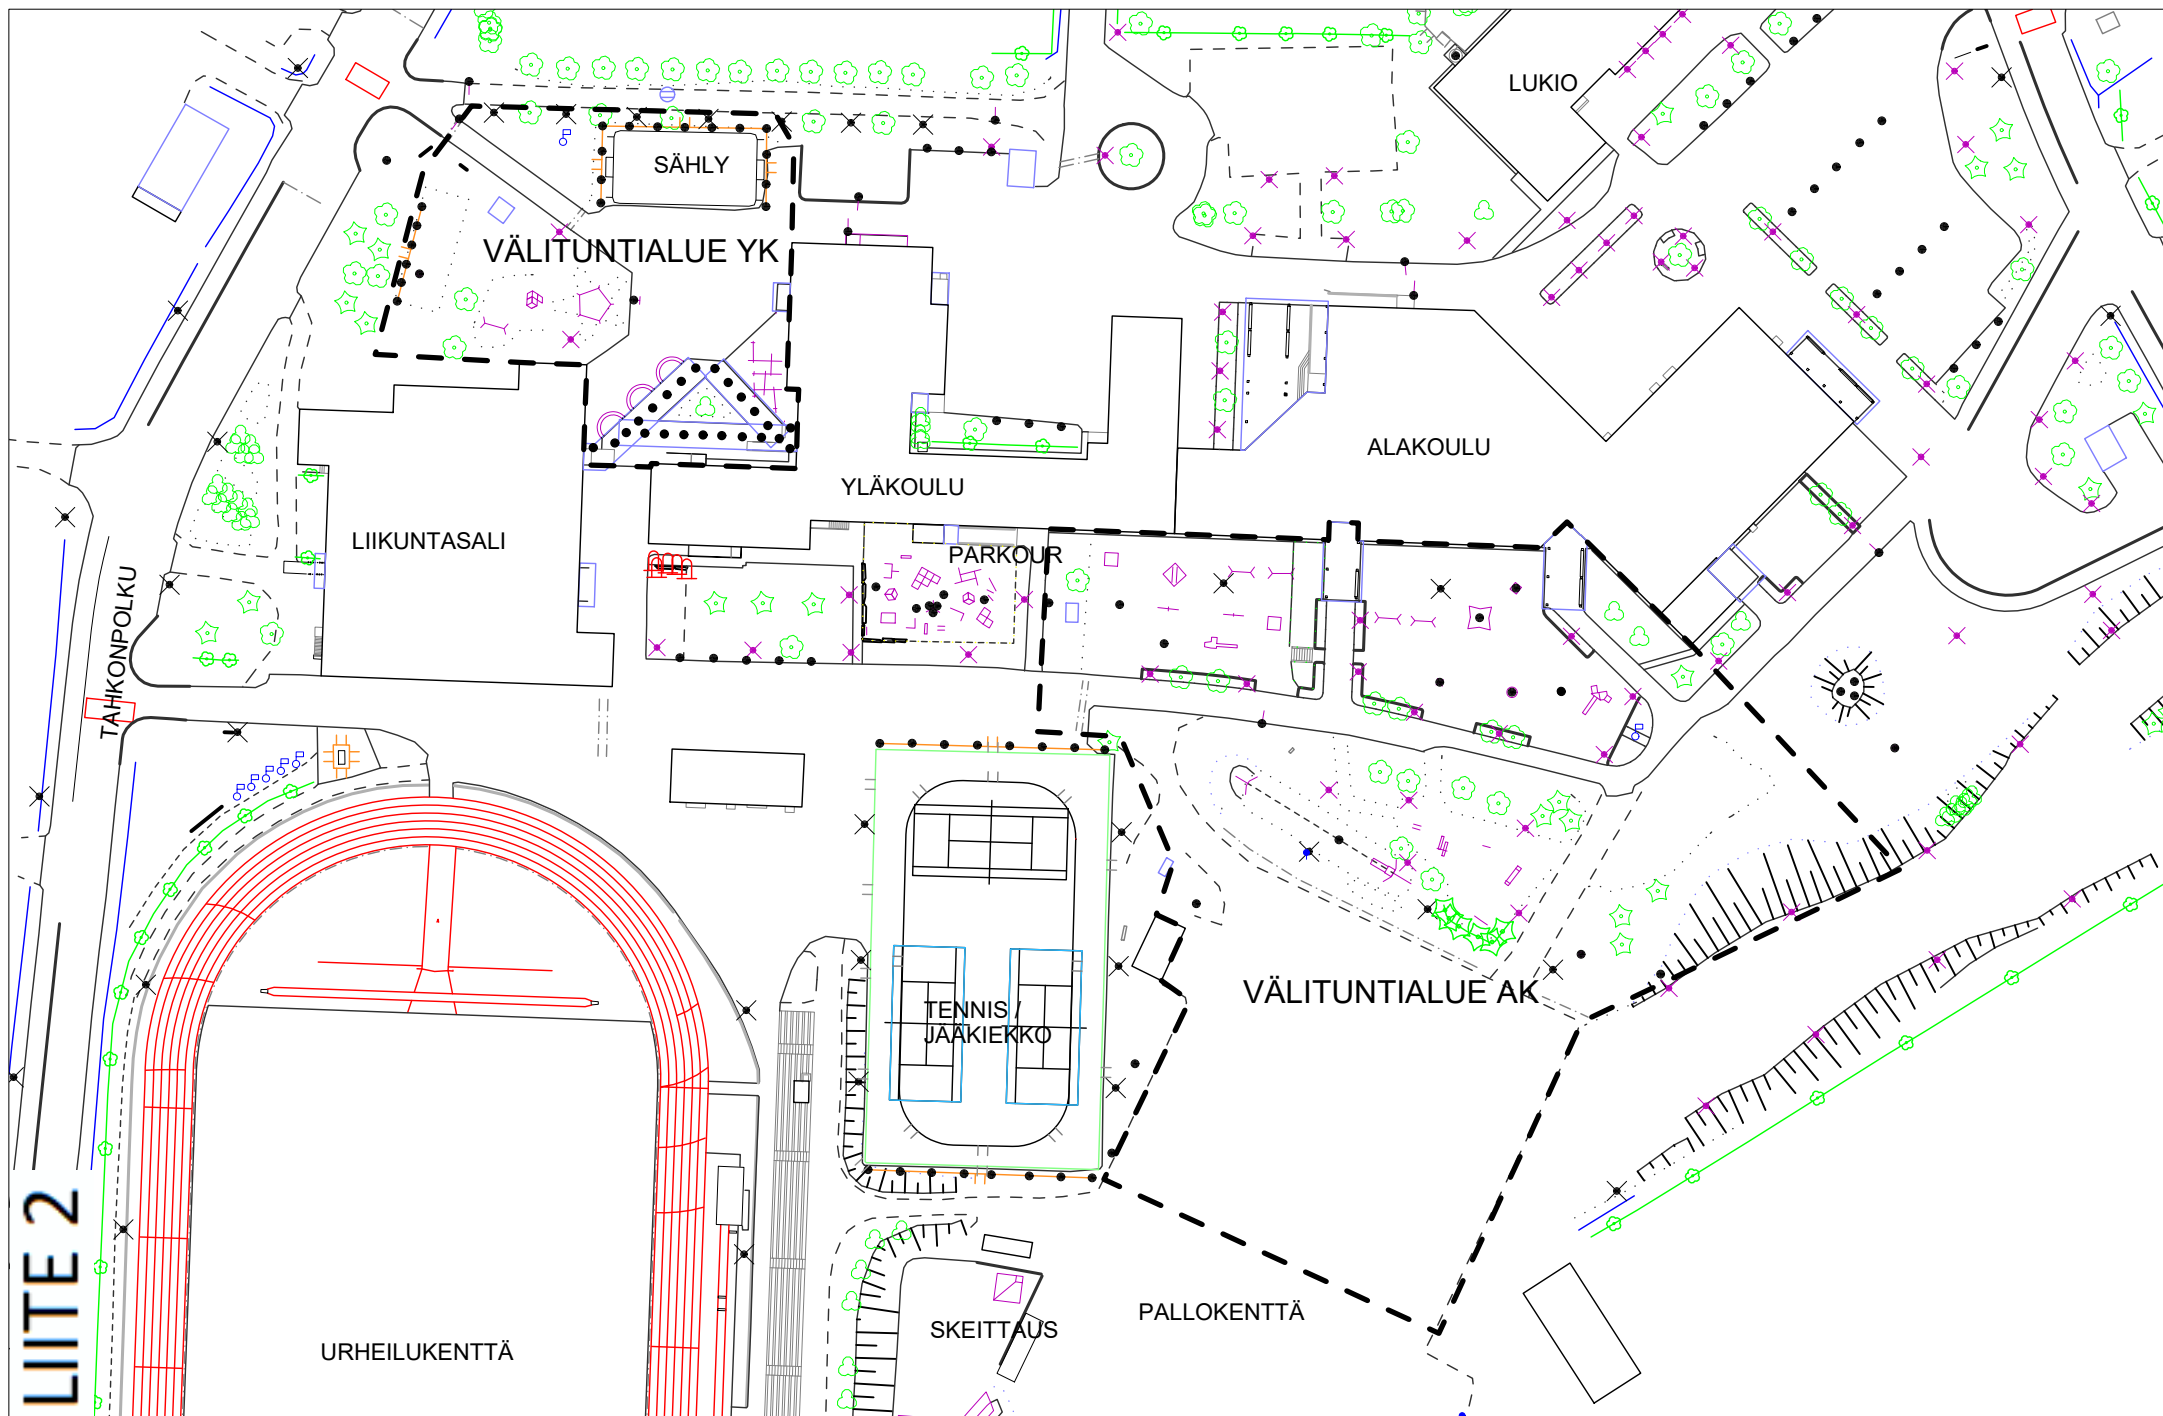 LUKIO
SÄHLY
VÄLITUNTIALUE YK
ALAKOULU
YLÄKOULU
LIIKUNTASALI
PARKOUR
TAHKONPOLKU
VÄLITUNTIALUE AK
TENNIS /
JÄÄKIEKKO
LIITE 2
PALLOKENTTÄ
SKEITTAUS
URHEILUKENTTÄ